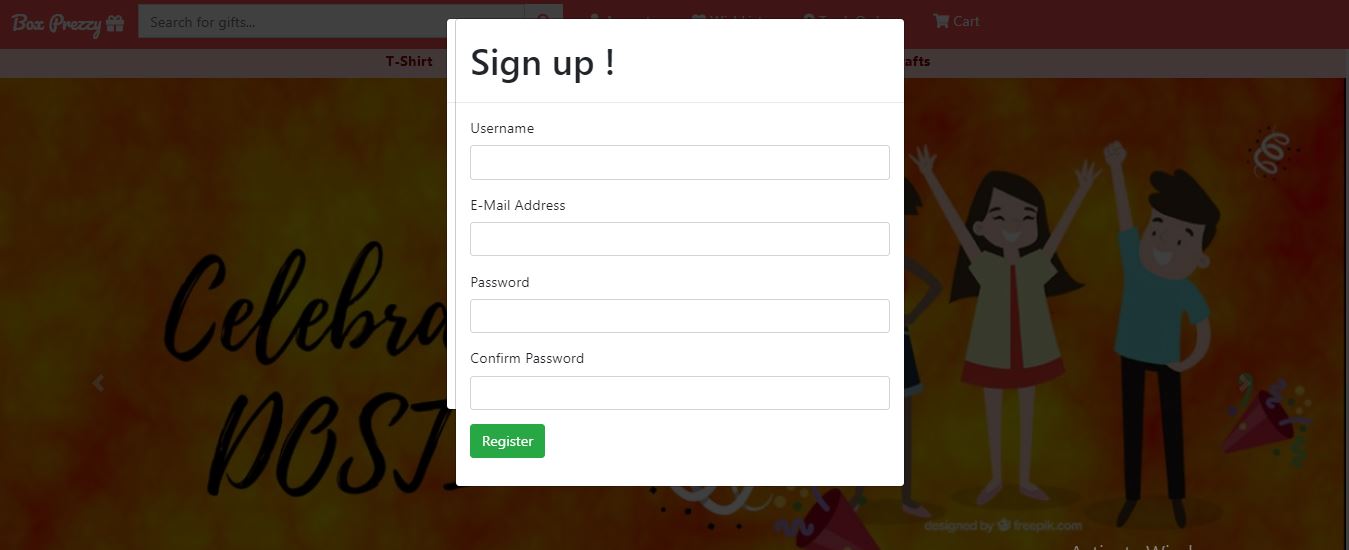 Box Prezzy
Search for gifts...
Cart
T-Shirt
afts
Sign up !
Username
E-Mail Address
Password
Confirm Password
Register
Celebra
DOST
designed by freepik.com